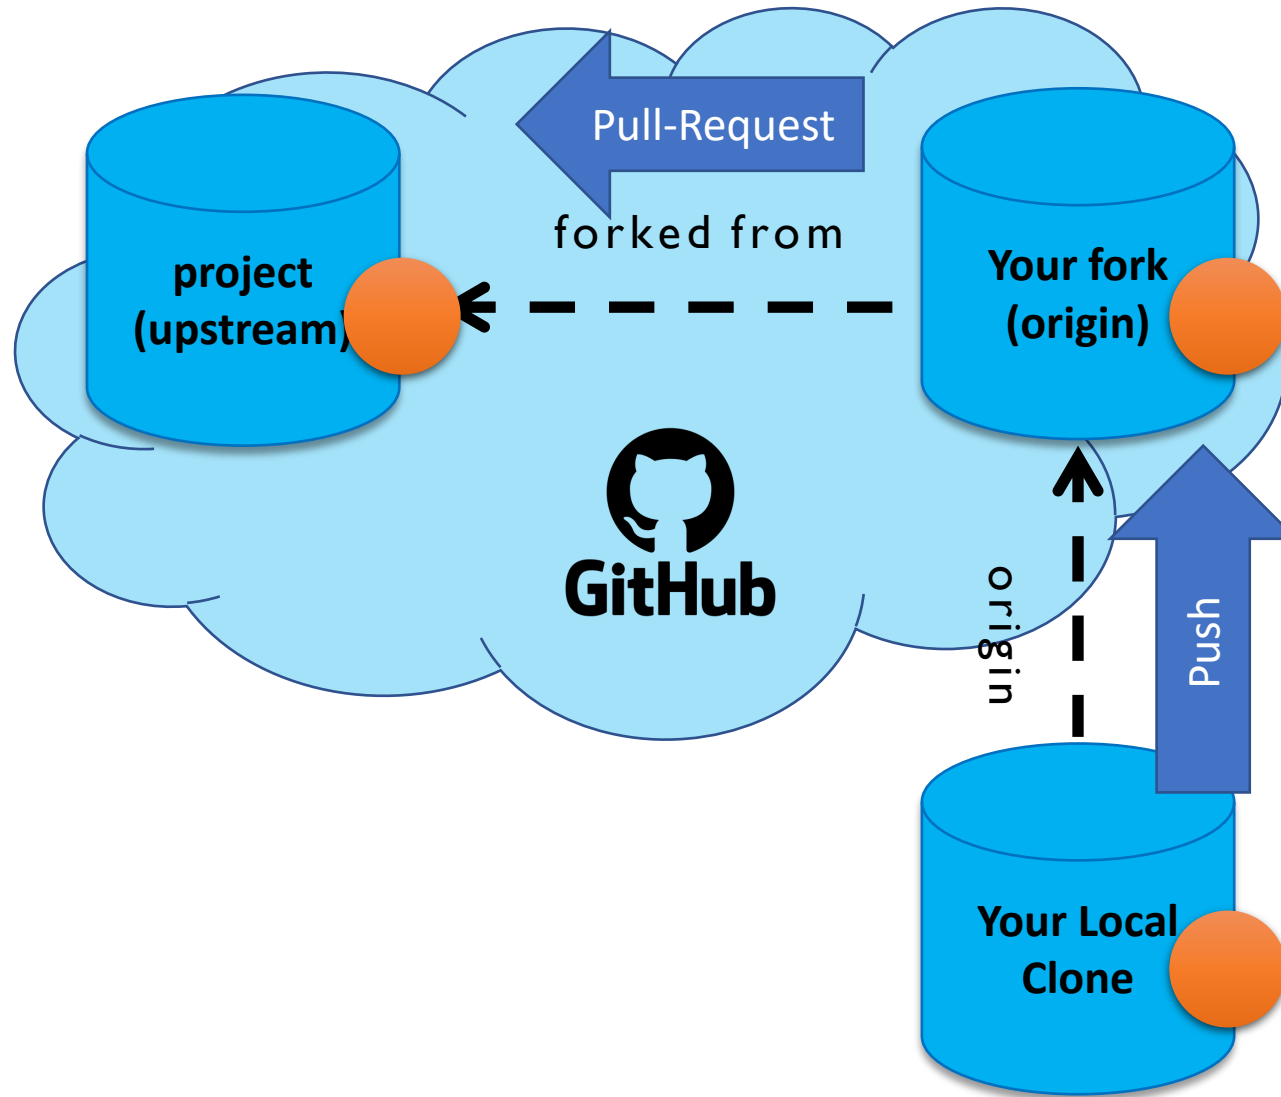 Pull-Request
forked from
project
(upstream)
Your fork
(origin)
GitHub
origin
Push
Your Local
Clone